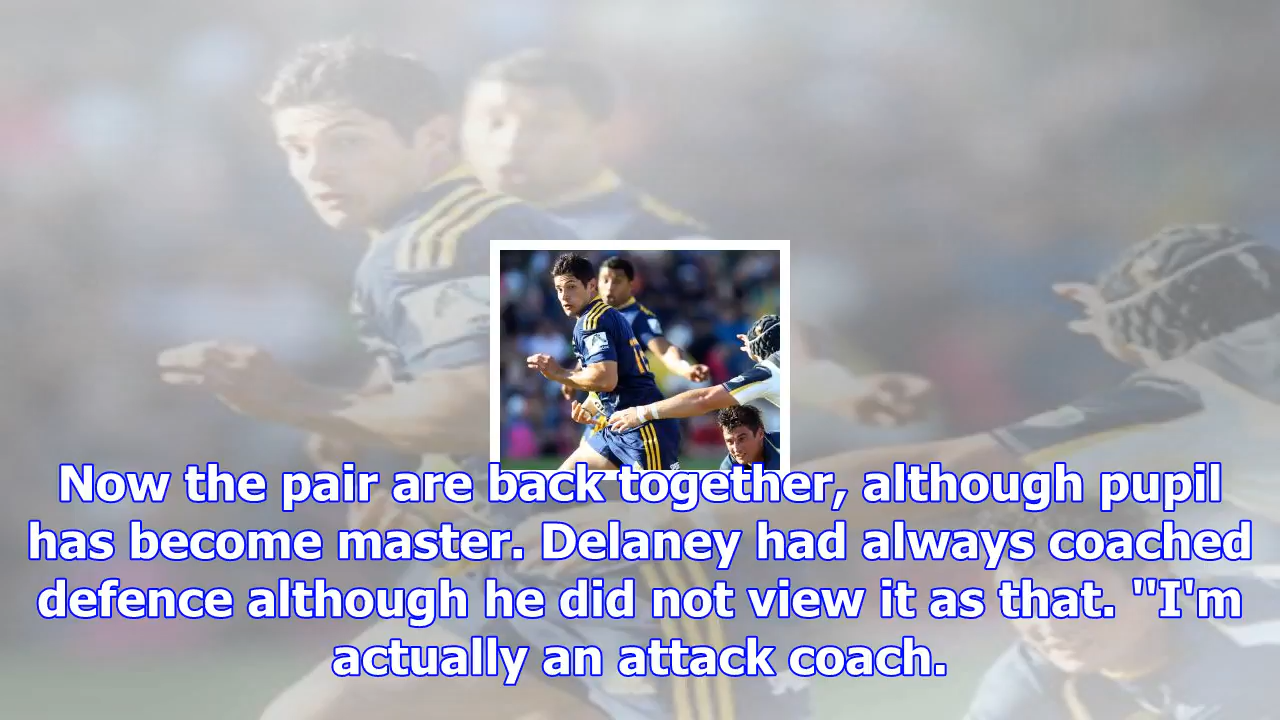 Now the pair are back together, although pupil
has become master. Delaney had always coached
defence although he did not view it as that. "I'm
actually an attack coach.